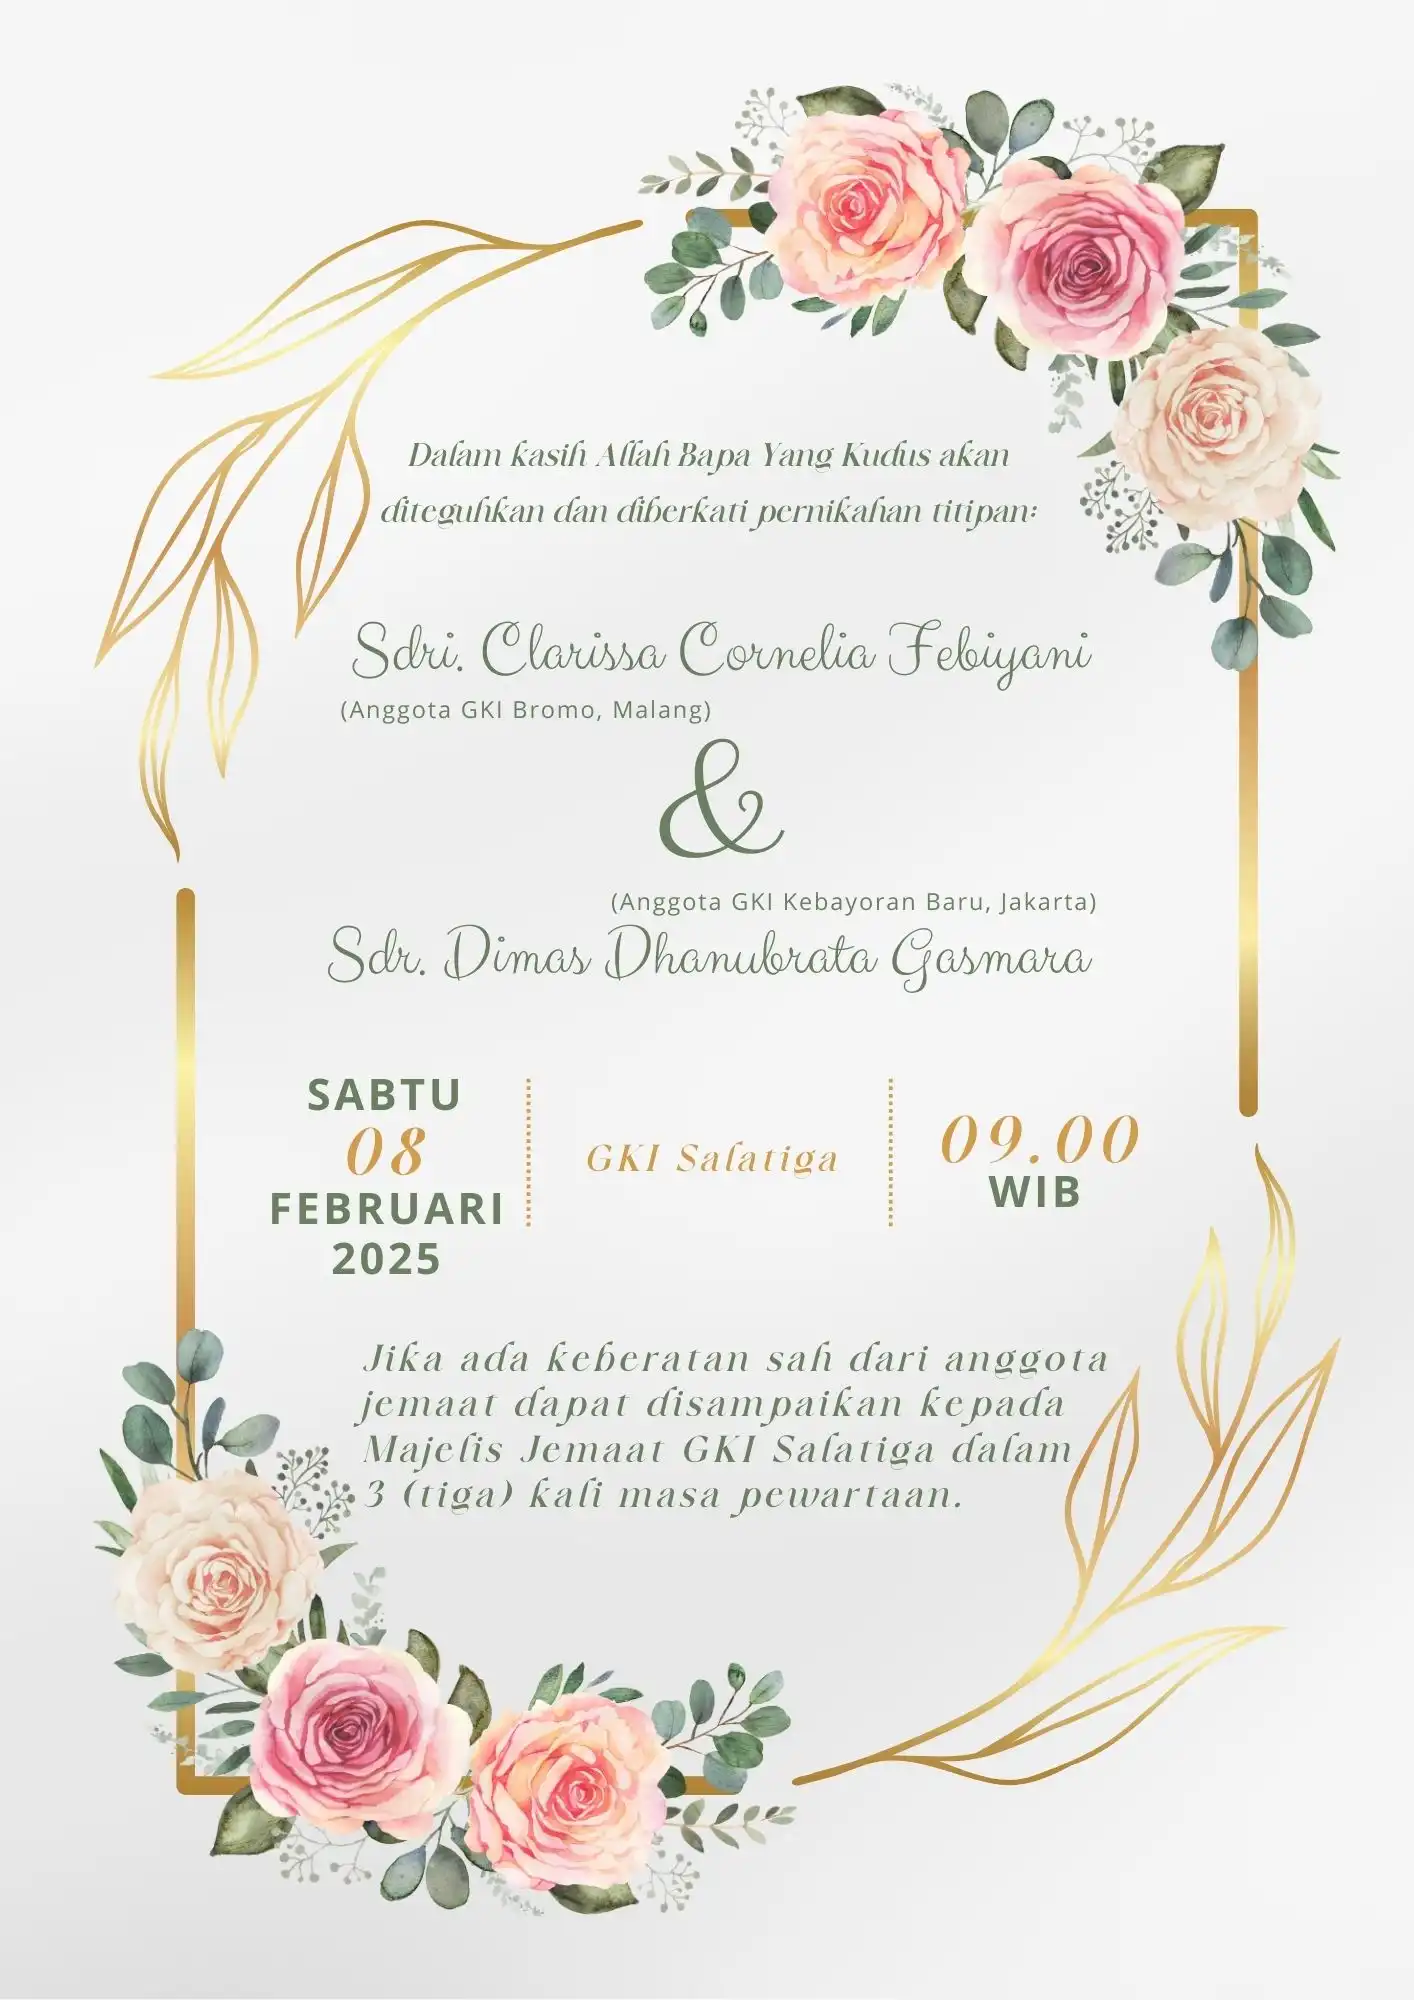 Dalam kasih Allah Bapa Yang Kudus akan
diteguhkan dan diberkati pernikahan titipan:
Sdri. Clarissa Cornelia Febiyani
(Anggota GKI Bromo, Malang)
&
(Anggota GKI Kebayoran Baru, Jakarta)
Sdr. Dimas Dhanubrata Gasmara
SABTU
08
FEBRUARI
2025
GKI Salatiga
09.00
WIB
Jika ada keberatan sah dari anggota
jemaat dapat disampaikan kepada
Majelis Jemaat GKI Salatiga dalam
3 (tiga) kali masa pewartaan.